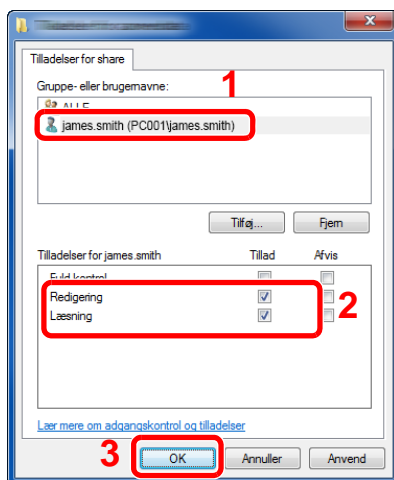 Tilladelser for share
Gruppe- eller brugernavne:
1
ALLE
james.smith (PC001\james.smith)
Tilføj...
Fjern
Tilladelser for james.smith
Tillad
Afvis
Fuld kontrol
Redigering
Læsning
2
Lær mere om adgangskontrol og tilladelser
3
OK
Annuller
Anvend